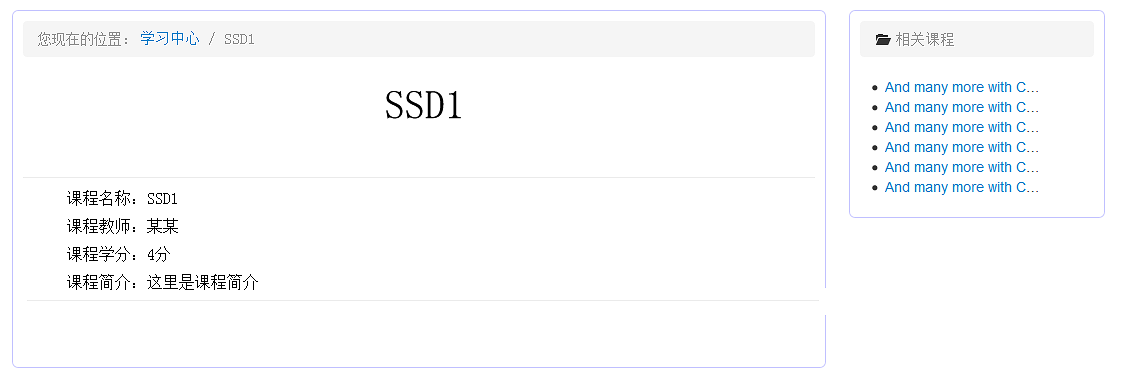 您现在的位置： 学习中心 / SSD1
SSD1
课程名称：SSD1
课程教师：某某
课程学分：4分
课程简介：这里是课程简介
相关课程
And many more with C...
And many more with C...
And many more with C...
And many more with C...
And many more with C...
And many more with C...